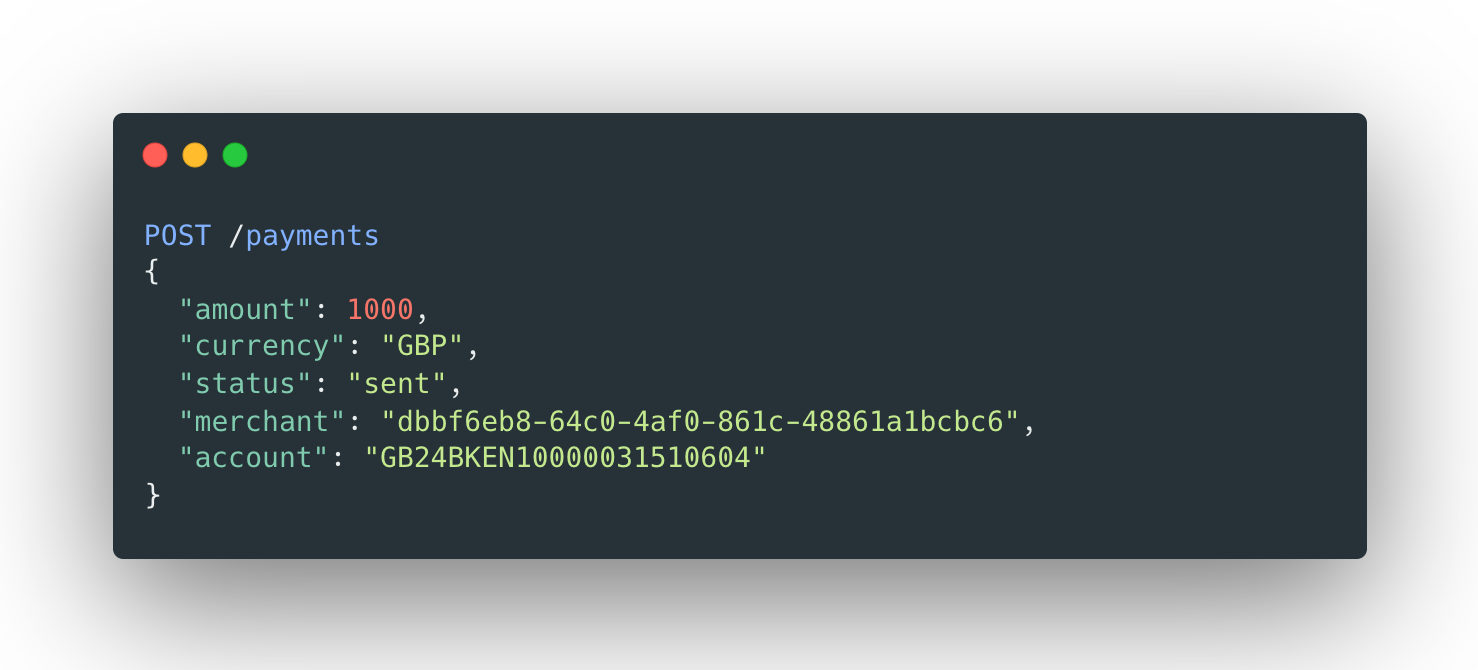 POST /payments
{
  "amount": 1000,
  "currency": "GBP",
  "status": "sent",
  "merchant": "dbbf6eb8-64c0-4af0-861c-48861a1bcbc6",
  "account": "GB24BKEN10000031510604"
}